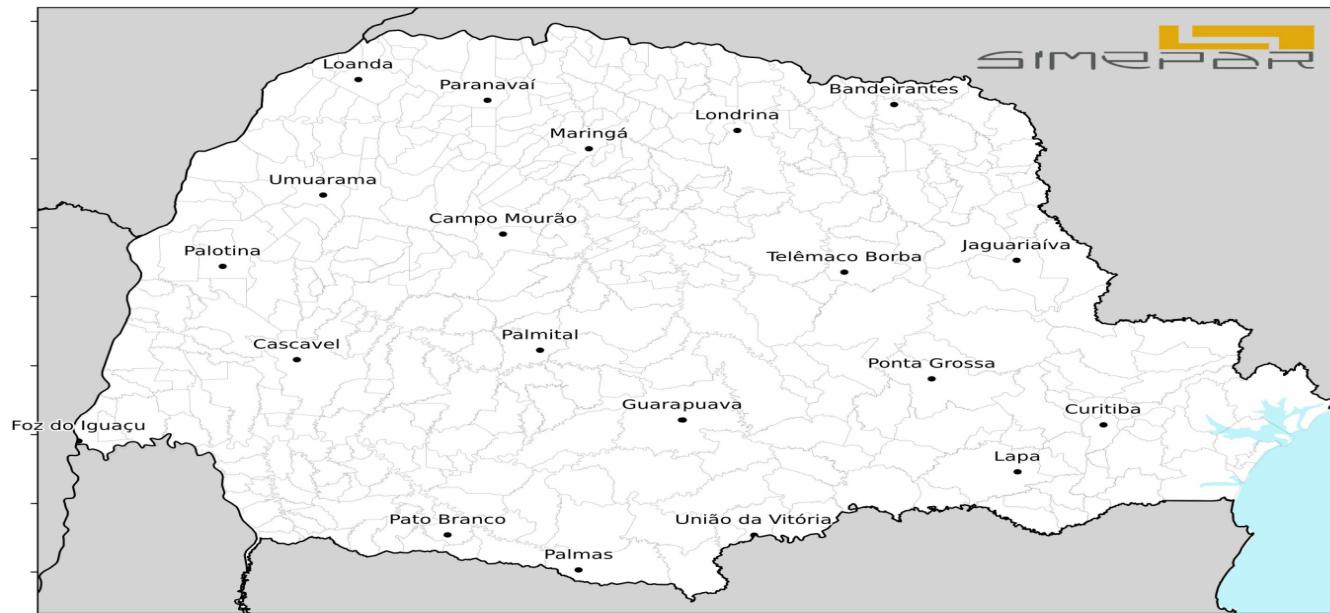 SIMEPAR
Loanda
Paranavaí
Bandeirantes
Londrina
Maringá
Umuarama
Campo Mourão
Palotina
Jaguariaíva
Telêmaco Borba
Palmital
Cascavel
Ponta Grossa
Guarapuava
Curitiba
Foz do Iguaçu
Lapa
Pato Branco
União da Vitória
Palmas